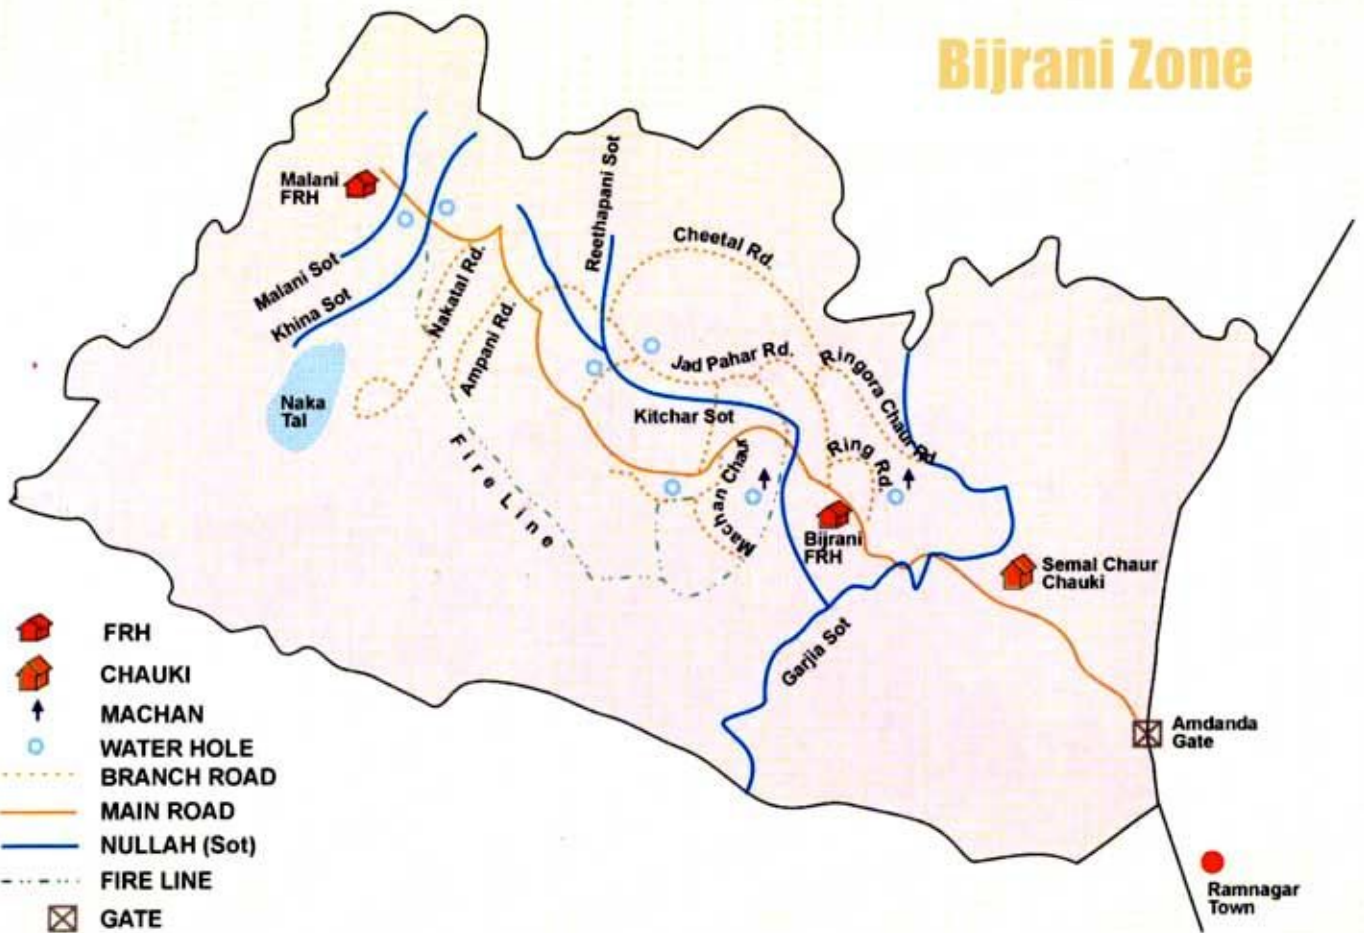 Bijrani Zone
Malani
FRH
Reethapani Sot
Cheetal Rd.
Malani Sot
Khina Sot
Nakatal Rd.
Ampani Rd.
Naka
Tal
Jad Pahar Rd.
Ringora Chaur Rd.
Kitchar Sot
Ring Rd.
Machan Chaur
Fire Line
Bijrani
FRH
Semal Chaur
Chauki
Garjia Sot
Amdanda
Gate
Ramnagar
Town
FRH
CHAUKI
MACHAN
WATER HOLE
BRANCH ROAD
MAIN ROAD
NULLAH (Sot)
FIRE LINE
GATE